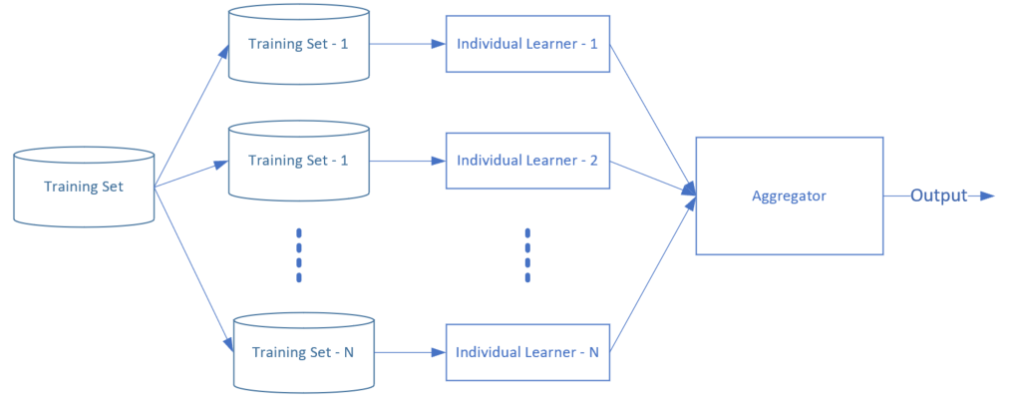 Training Set - 1
Individual Learner - 1
Training Set - 1
Individual Learner - 2
Training Set
Aggregator
Output
Training Set - N
Individual Learner - N